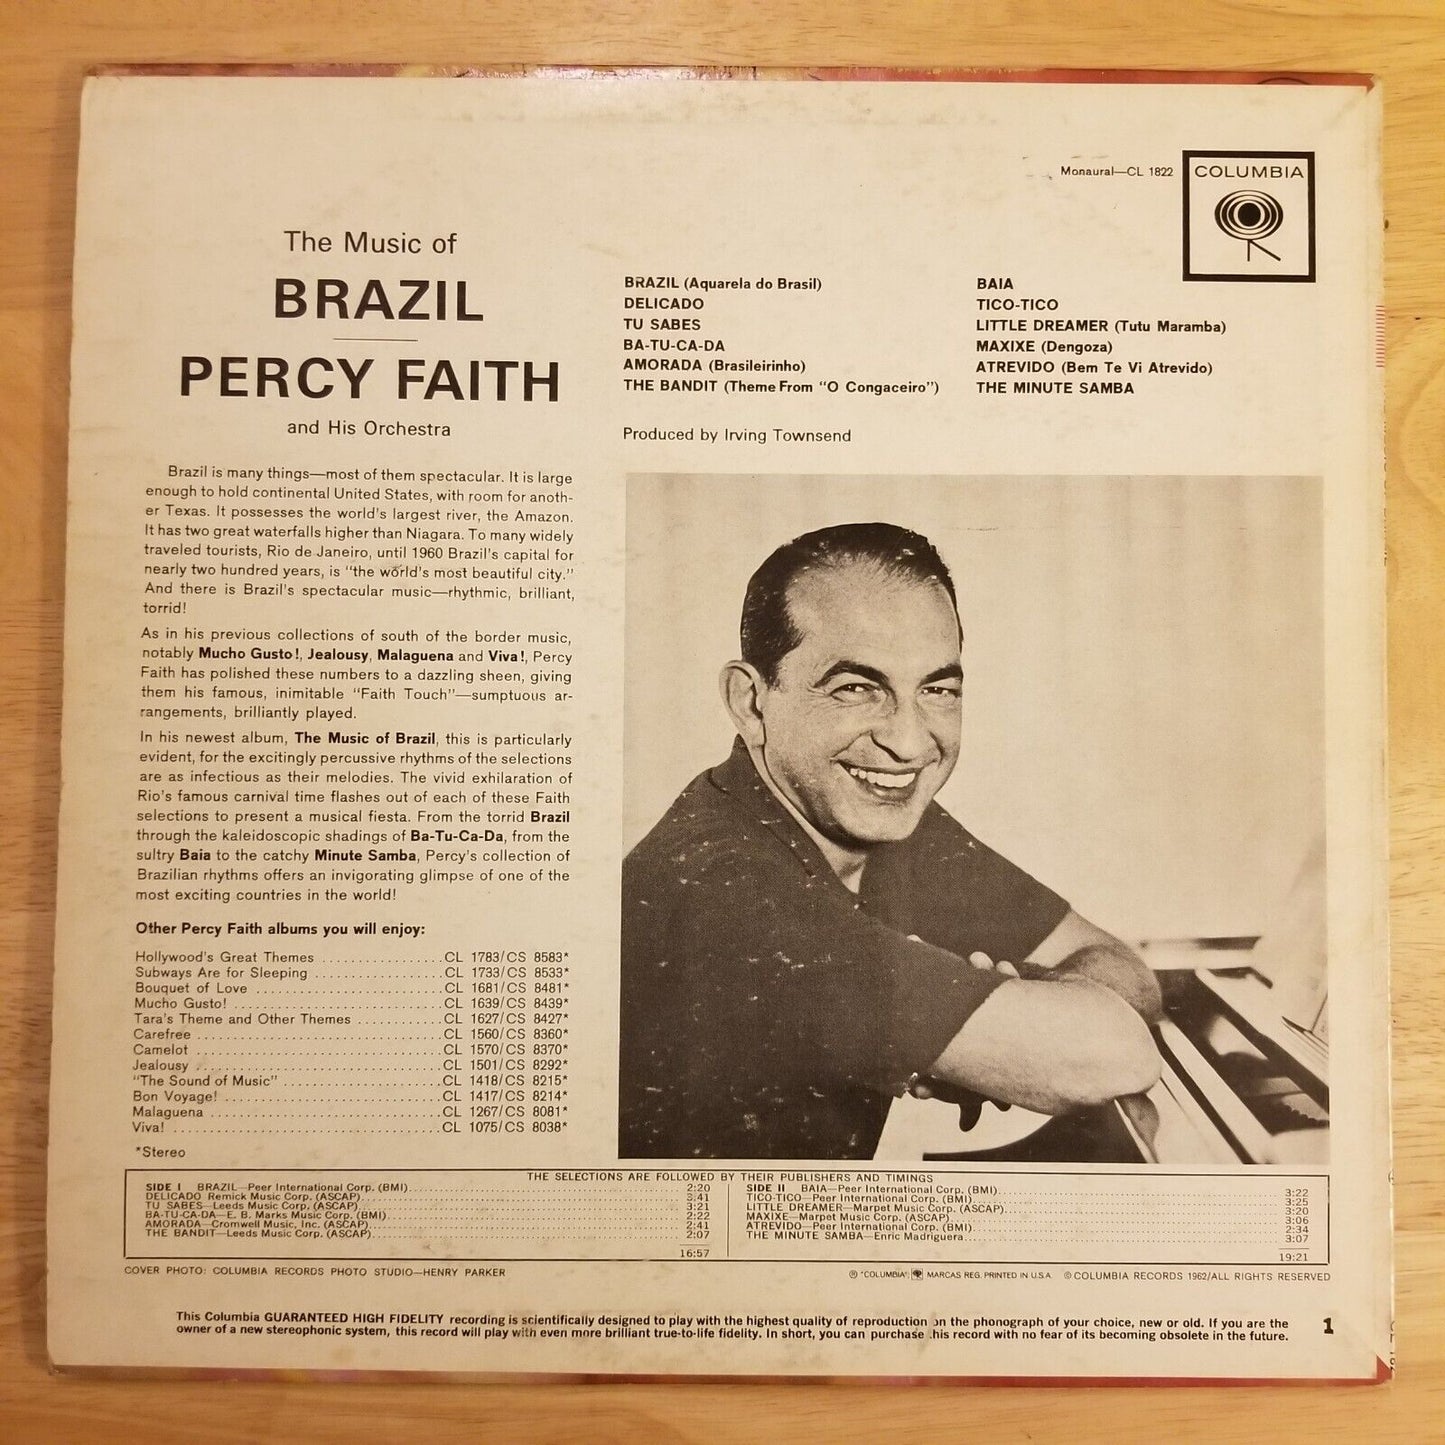 Monaural—CL 1822
COLUMBIA
The Music of
BRAZIL
PERCY FAITH
and His Orchestra
BRAZIL (Aquarela do Brasil)
DELICADO
TU SABES
BA-TU-CA-DA
AMORADA (Brasileirinho)
THE BANDIT (Theme From "O Congaceiro")
BAIA
TICO-TICO
LITTLE DREAMER (Tutu Maramba)
MAXIXE (Dengoza)
ATREVIDO (Bem Te Vi Atrevido)
THE MINUTE SAMBA
Produced by Irving Townsend
Brazil is many things—most of them spectacular. It is large
enough to hold continental United States, with room for anoth-
er Texas. It possesses the world's largest river, the Amazon.
It has two great waterfalls higher than Niagara. To many widely
traveled tourists, Rio de Janeiro, until 1960 Brazil's capital for
nearly two hundred years, is "the world's most beautiful city."
And there is Brazil's spectacular music—rhythmic, brilliant,
torrid!
As in his previous collections of south of the border music,
notably Mucho Gusto!, Jealousy, Malaguena and Viva!, Percy
Faith has polished these numbers to a dazzling sheen, giving
them his famous, inimitable "Faith Touch"—sumptuous ar-
rangements, brilliantly played.
In his newest album, The Music of Brazil, this is particularly
evident, for the excitingly percussive rhythms of the selections
are as infectious as their melodies. The vivid exhilaration of
Rio's famous carnival time flashes out of each of these Faith
selections to present a musical fiesta. From the torrid Brazil
through the kaleidoscopic shadings of Ba-Tu-Ca-Da, from the
sultry Baia to the catchy Minute Samba, Percy's collection of
Brazilian rhythms offers an invigorating glimpse of one of the
most exciting countries in the world!
Other Percy Faith albums you will enjoy:
Hollywood's Great Themes ................. CL 1783/CS 8583*
Subways Are for Sleeping .................. CL 1733/CS 8533*
Bouquet of Love .......................... CL 1681/CS 8481*
Mucho Gusto! ............................. CL 1639/CS 8439*
Tara's Theme and Other Themes ............ CL 1627/CS 8427*
Carefree .................................. CL 1560/CS 8360*
Camelot .................................. CL 1570/CS 8370*
Jealousy .................................. CL 1501/CS 8292*
"The Sound of Music" ...................... CL 1418/CS 8215*
Bon Voyage! .............................. CL 1417/CS 8214*
Malaguena ................................ CL 1267/CS 8081*
Viva! ..................................... CL 1075/CS 8038*
*Stereo
THE SELECTIONS ARE FOLLOWED BY THEIR PUBLISHERS AND TIMINGS
SIDE I BRAZIL—Peer International Corp. (BMI) 2:20
DELICADO Remick Music Corp. (ASCAP) 3:41
TU SABES—Leeds Music Corp. (ASCAP) 3:21
BA-TU-CA-DA—E. B. Marks Music Corp. (BMI) 2:22
AMORADA—Cromwell Music, Inc. (ASCAP) 2:41
THE BANDIT—Leeds Music Corp. (ASCAP) 2:07
16:57
SIDE II BAIA—Peer International Corp. (BMI) 3:22
TICO-TICO—Peer International Corp. (BMI) 3:25
LITTLE DREAMER—Marpet Music Corp. (ASCAP) 3:20
MAXIXE—Marpet Music Corp. (ASCAP) 3:06
ATREVIDO—Peer International Corp. (BMI) 2:34
THE MINUTE SAMBA—Enric Madriguera 3:07
19:21
COVER PHOTO: COLUMBIA RECORDS PHOTO STUDIO—HENRY PARKER
® "COLUMBIA", MARCAS REG. PRINTED IN U.S.A. © COLUMBIA RECORDS 1962/ALL RIGHTS RESERVED
This Columbia GUARANTEED HIGH FIDELITY recording is scientifically designed to play with the highest quality of reproduction on the phonograph of your choice, new or old. If you are the
owner of a new stereophonic system, this record will play with even more brilliant true-to-life fidelity. In short, you can purchase this record with no fear of its becoming obsolete in the future.
1